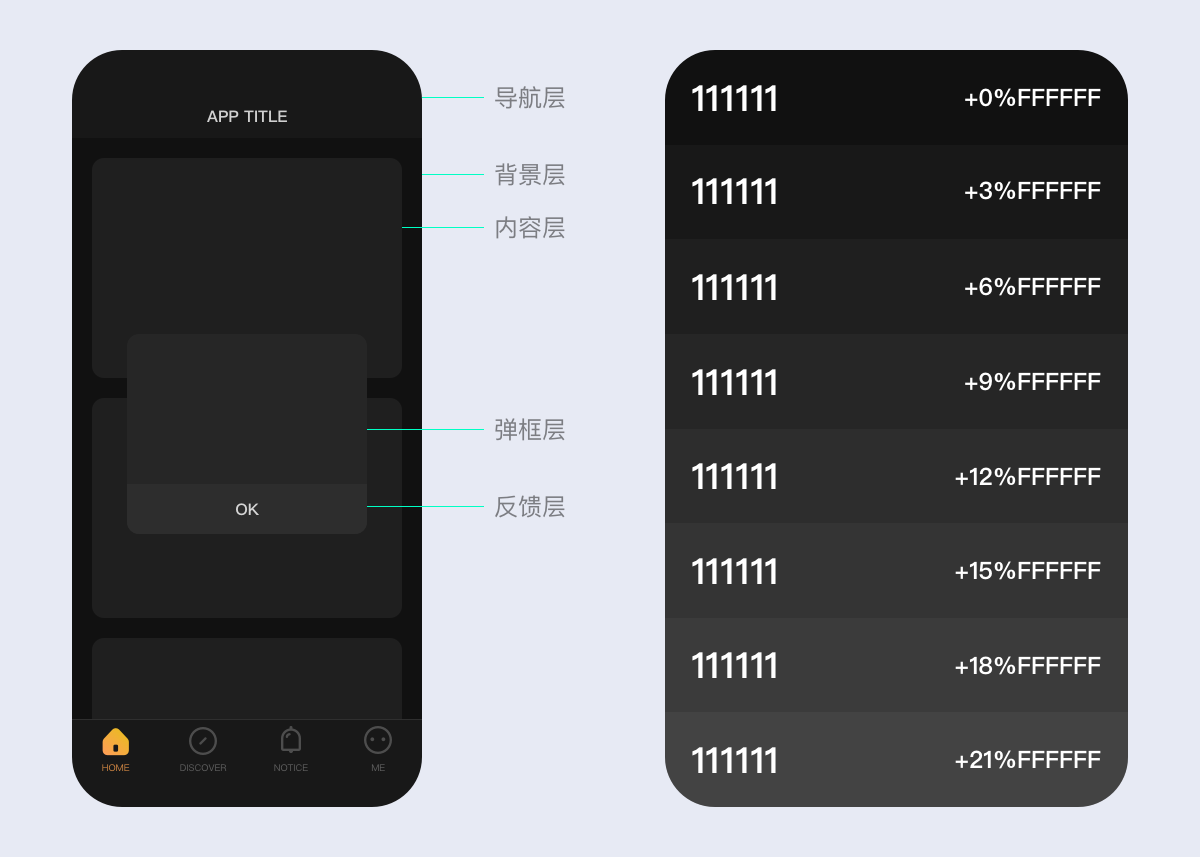 APP TITLE
OK
HOME
DISCOVER
NOTICE
ME
导航层
背景层
内容层
弹框层
反馈层
111111 +0%FFFFFF
111111 +3%FFFFFF
111111 +6%FFFFFF
111111 +9%FFFFFF
111111 +12%FFFFFF
111111 +15%FFFFFF
111111 +18%FFFFFF
111111 +21%FFFFFF